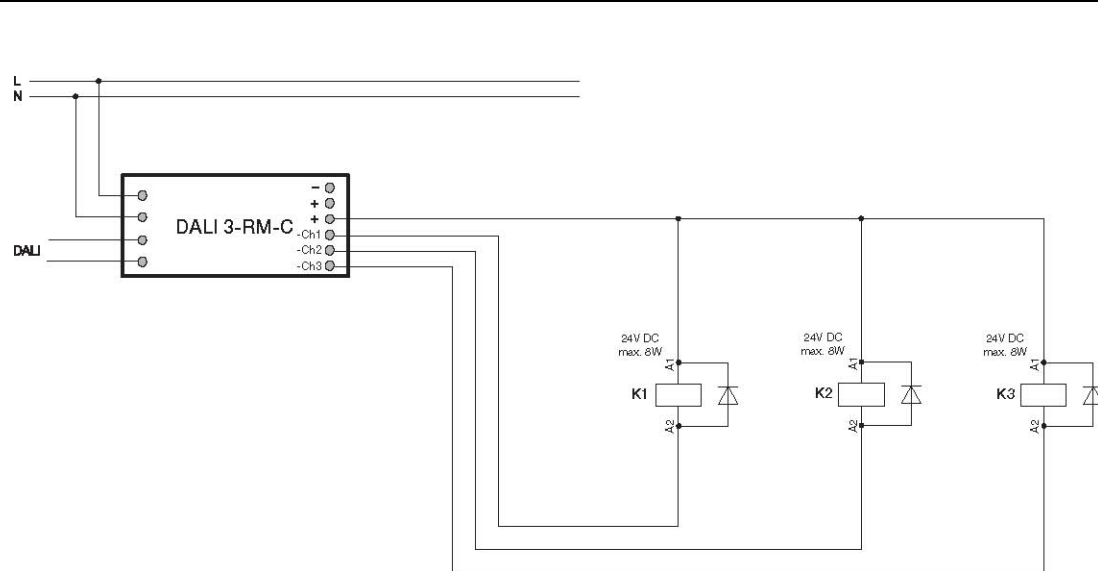 L
N
DALI
DALI 3-RM-C
–
+
+
-Ch1
-Ch2
-Ch3
24V DC
max. 8W
A1
K1
A2
24V DC
max. 8W
A1
K2
A2
24V DC
max. 8W
A1
K3
A2